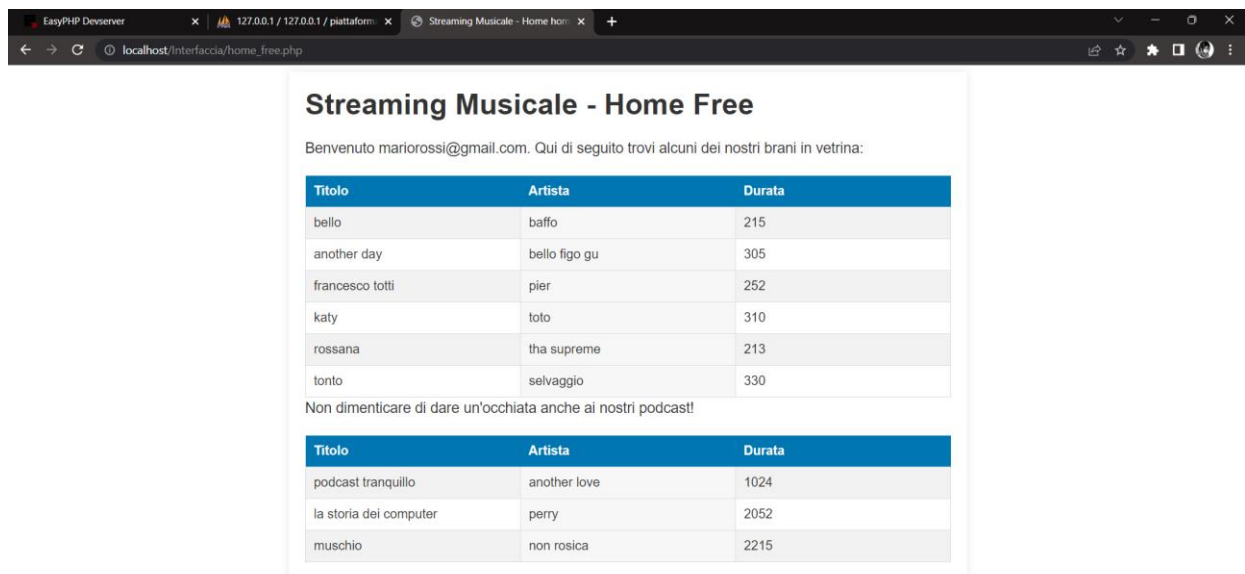 EasyPHP Devserver
127.0.0.1 / 127.0.0.1 / piattaform
Streaming Musicale - Home hom
localhost/Interfaccia/home_free.php
Streaming Musicale - Home Free
Benvenuto mariorossi@gmail.com. Qui di seguito trovi alcuni dei nostri brani in vetrina:
Titolo Artista Durata
bello baffo 215
another day bello figo gu 305
francesco totti pier 252
katy toto 310
rossana tha supreme 213
tonto selvaggio 330
Non dimenticare di dare un'occhiata anche ai nostri podcast!
Titolo Artista Durata
podcast tranquillo another love 1024
la storia dei computer perry 2052
muschio non rosica 2215